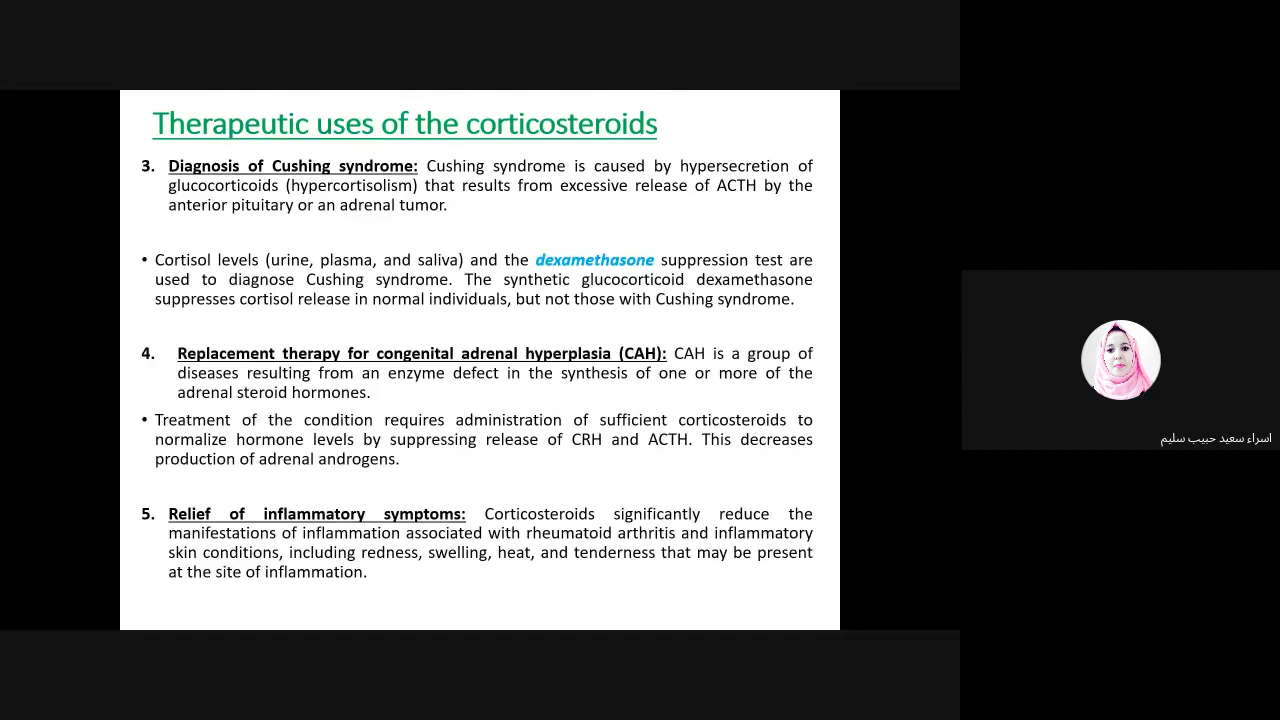 Therapeutic uses of the corticosteroids
3. Diagnosis of Cushing syndrome: Cushing syndrome is caused by hypersecretion of
glucocorticoids (hypercortisolism) that results from excessive release of ACTH by the
anterior pituitary or an adrenal tumor.
• Cortisol levels (urine, plasma, and saliva) and the dexamethasone suppression test are
used to diagnose Cushing syndrome. The synthetic glucocorticoid dexamethasone
suppresses cortisol release in normal individuals, but not those with Cushing syndrome.
4. Replacement therapy for congenital adrenal hyperplasia (CAH): CAH is a group of
diseases resulting from an enzyme defect in the synthesis of one or more of the
adrenal steroid hormones.
• Treatment of the condition requires administration of sufficient corticosteroids to
normalize hormone levels by suppressing release of CRH and ACTH. This decreases
production of adrenal androgens.
5. Relief of inflammatory symptoms: Corticosteroids significantly reduce the
manifestations of inflammation associated with rheumatoid arthritis and inflammatory
skin conditions, including redness, swelling, heat, and tenderness that may be present
at the site of inflammation.
اسراء سعيد حبيب سليم